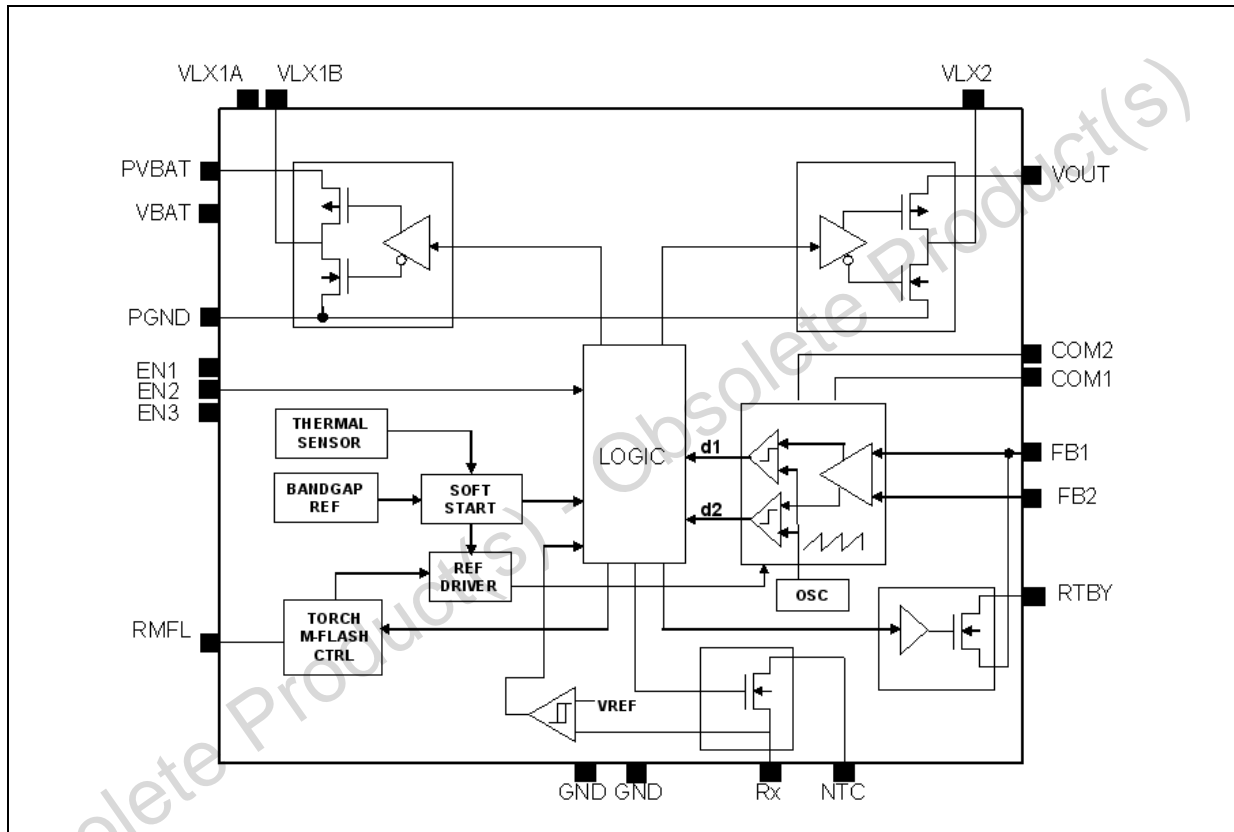 VLX1A VLX1B VLX2
PVBAT
VOUT
VBAT
PGND
COM2
COM1
EN1
EN2
EN3
THERMAL
SENSOR
LOGIC
d1
FB1
BANDGAP
REF
SOFT
START
d2
FB2
REF
DRIVER
OSC
RTBY
RMFL
TORCH
M-FLASH
CTRL
VREF
GND GND Rx NTC
Obsolete Product(s) - Obsolete Product(s)